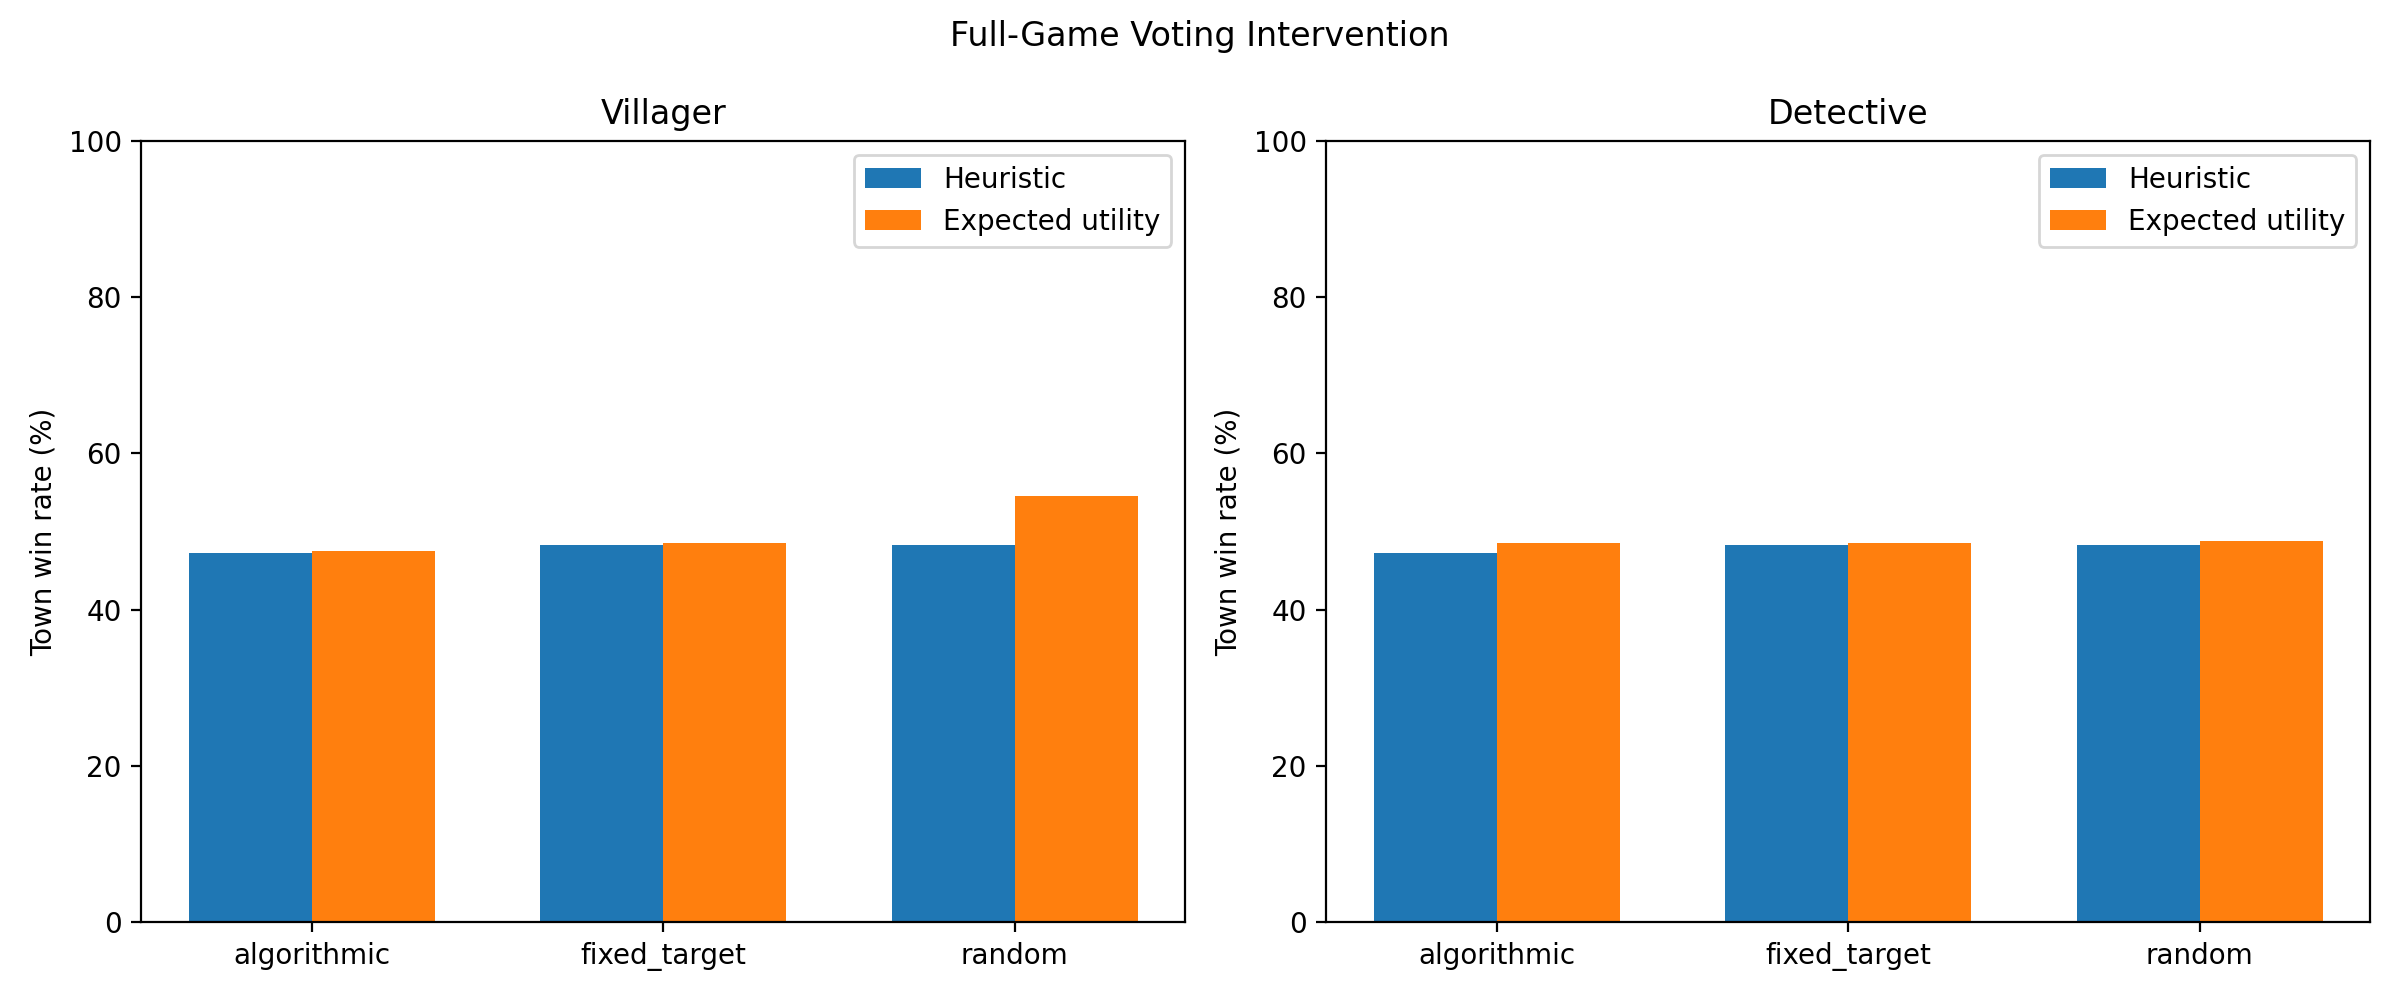 Full-Game Voting Intervention
Villager
Town win rate (%)
100
80
60
40
20
0
Heuristic
Expected utility
algorithmic
fixed_target
random
Detective
Town win rate (%)
100
80
60
40
20
0
Heuristic
Expected utility
algorithmic
fixed_target
random